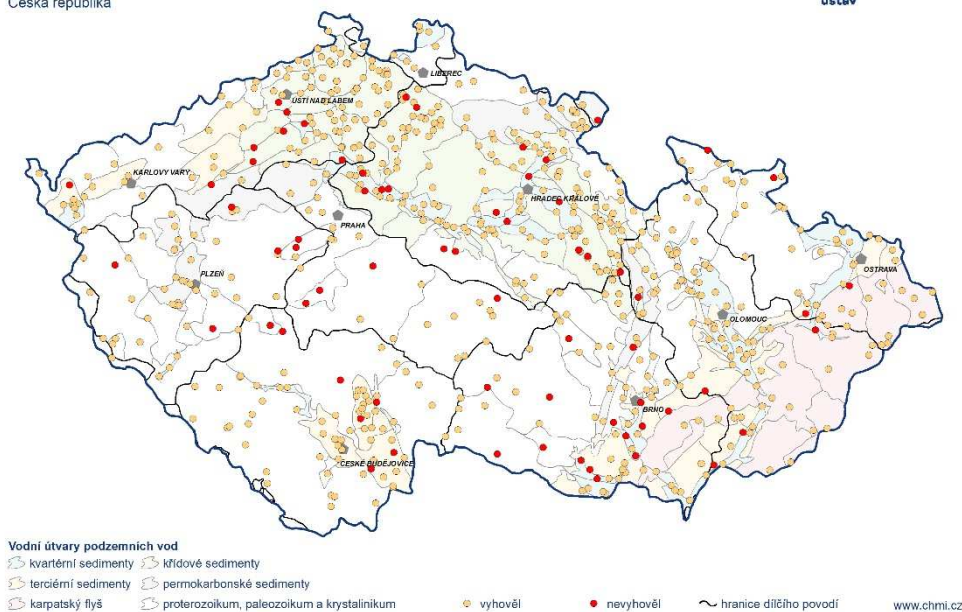 Česká republika
ústav
LIBEREC
ÚSTÍ NAD LABEM
KARLOVY VARY
HRADEC KRÁLOVÉ
PRAHA
PLZEŇ
OSTRAVA
OLOMOUC
BRNO
ČESKÉ BUDĚJOVICE
Vodní útvary podzemních vod
kvartérní sedimenty křídové sedimenty
terciérní sedimenty permokarbonské sedimenty
karpatský flyš proterozoikum, paleozoikum a krystalinikum vyhověl nevyhověl hranice dílčího povodí www.chmi.cz